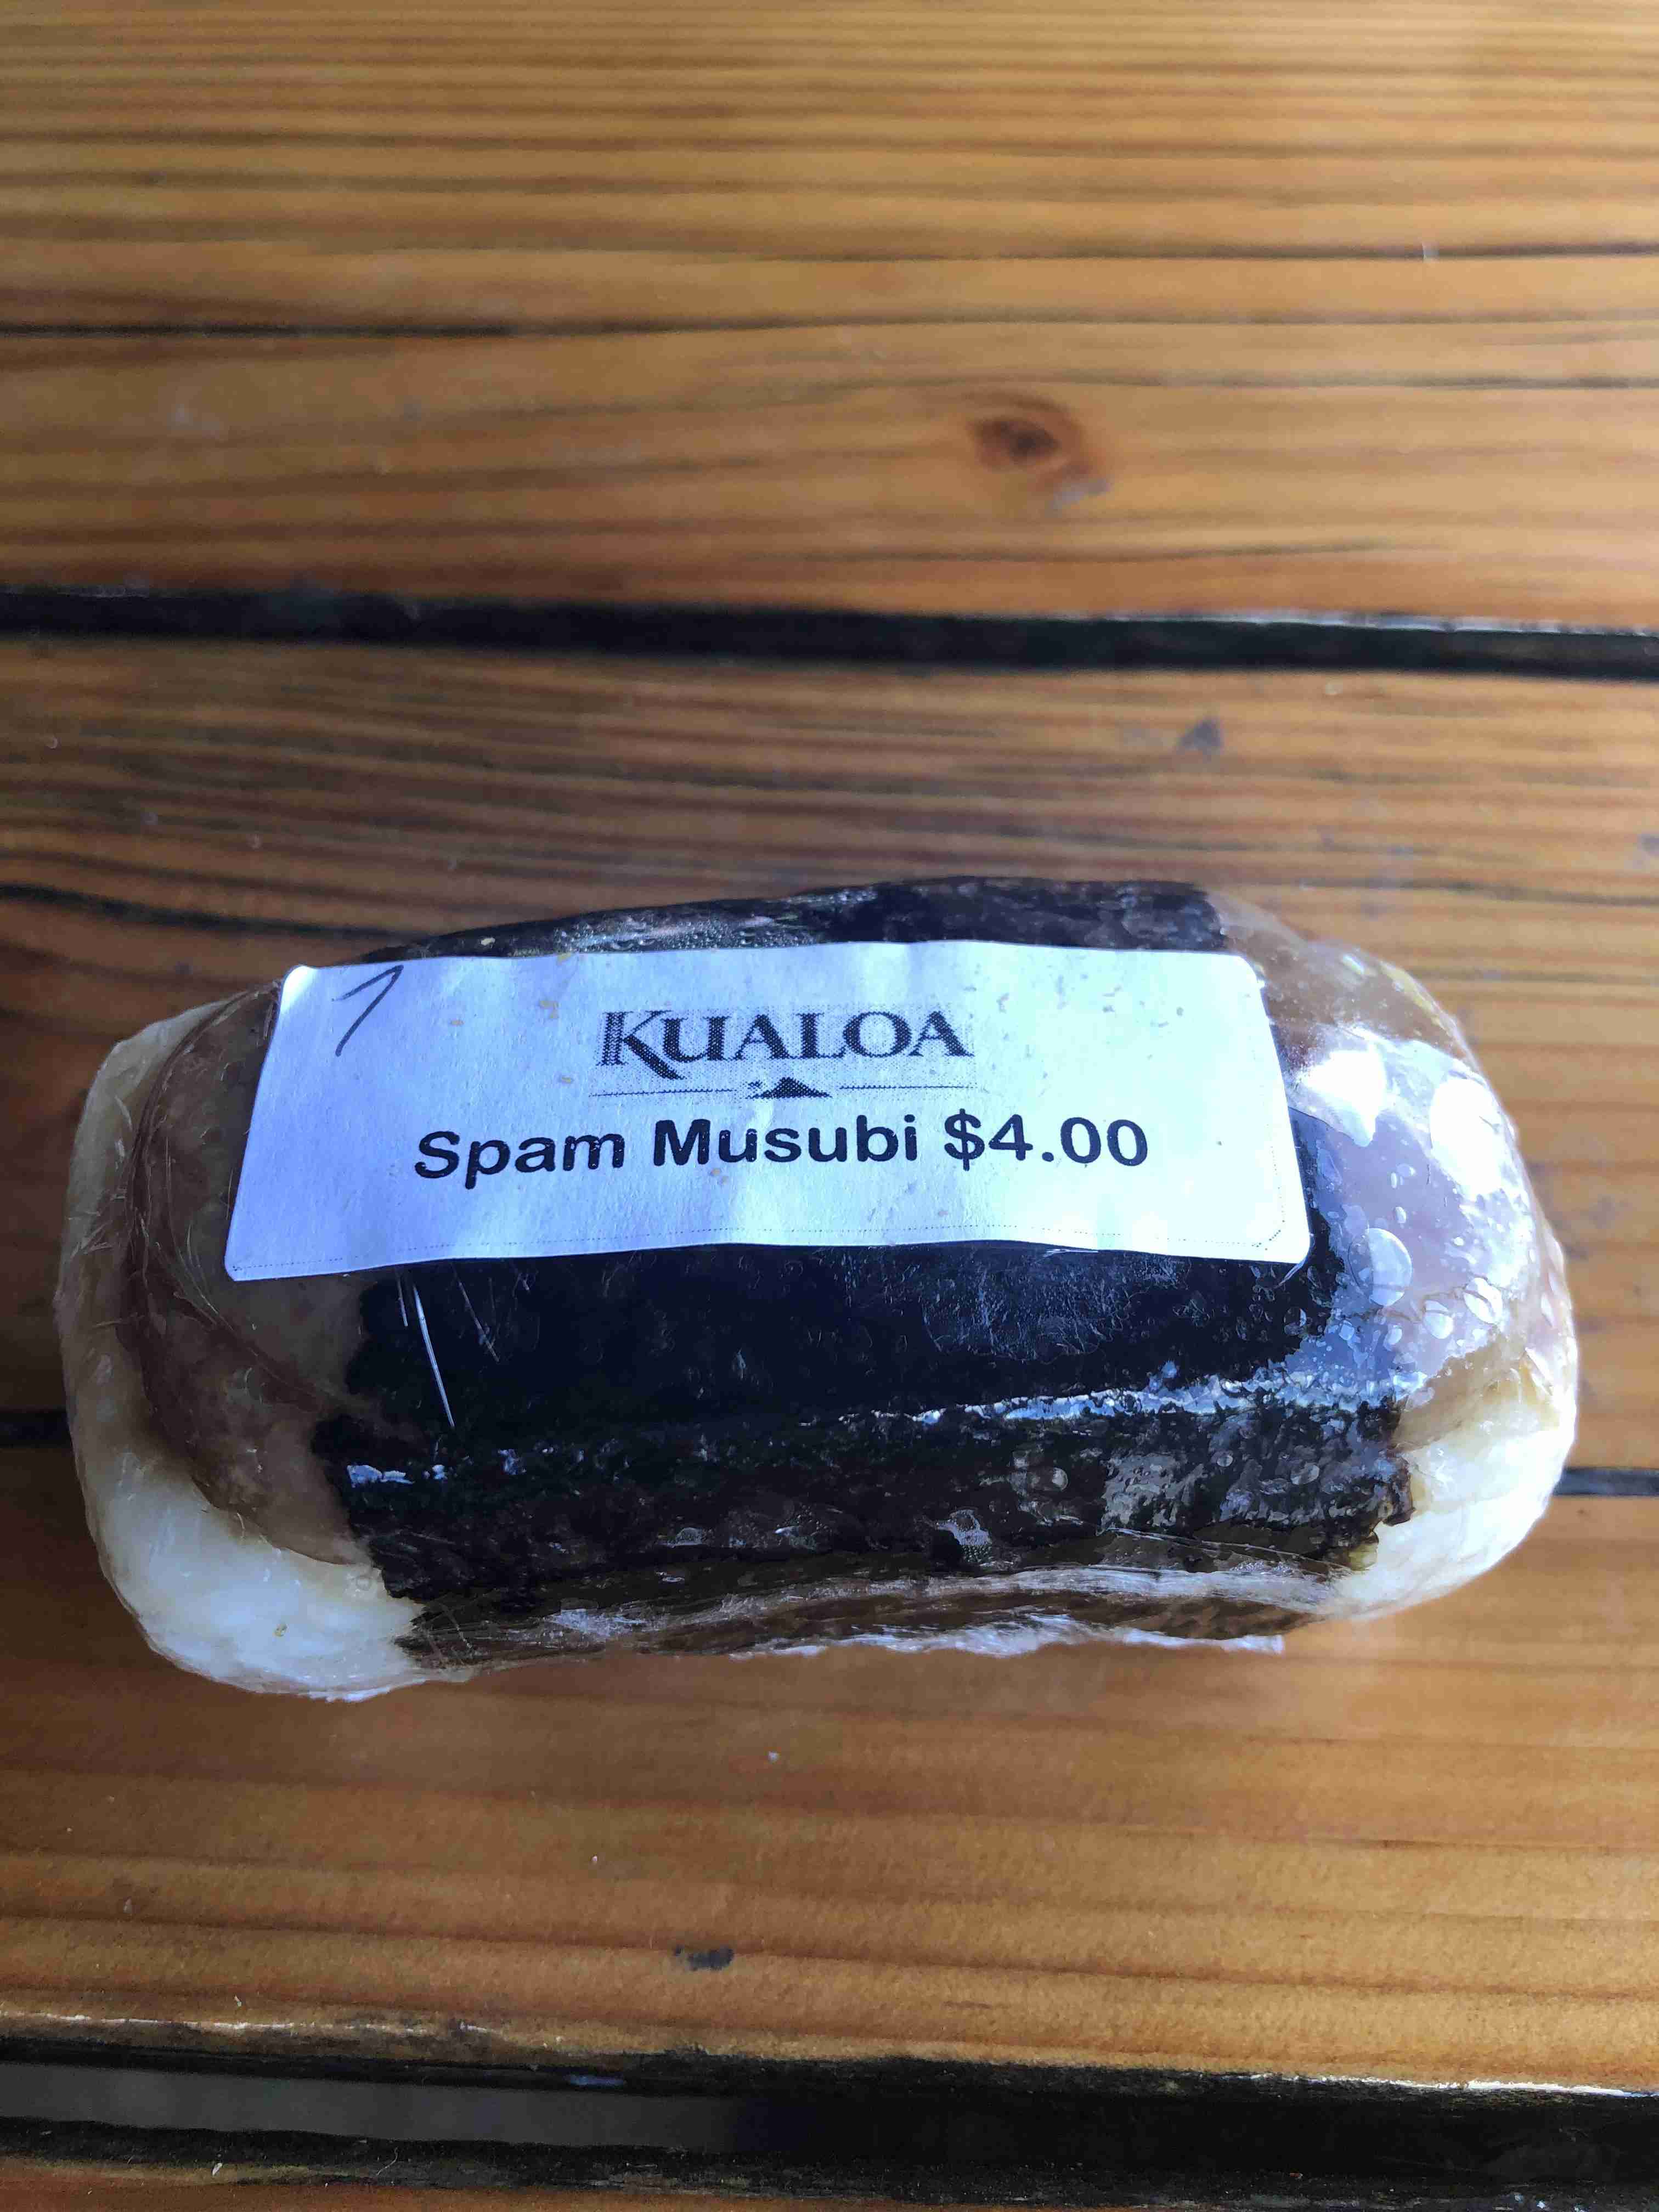 1
KUALOA
Spam Musubi $4.00